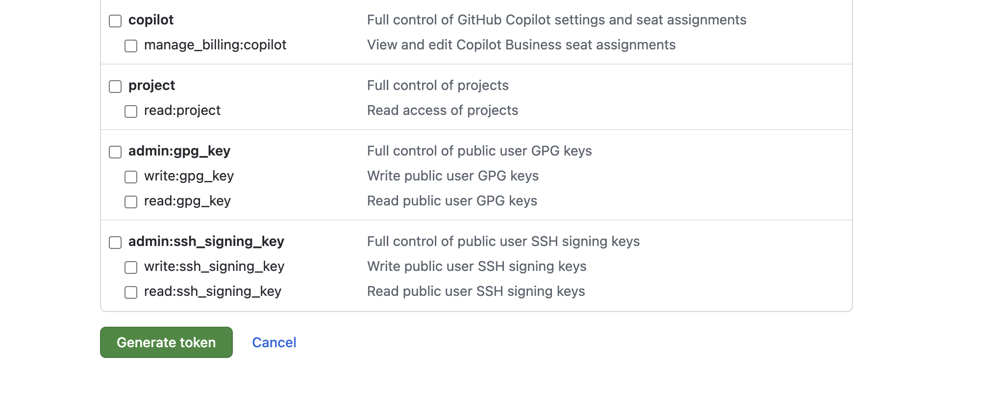 copilot Full control of GitHub Copilot settings and seat assignments
manage_billing:copilot View and edit Copilot Business seat assignments
project Full control of projects
read:project Read access of projects
admin:gpg_key Full control of public user GPG keys
write:gpg_key Write public user GPG keys
read:gpg_key Read public user GPG keys
admin:ssh_signing_key Full control of public user SSH signing keys
write:ssh_signing_key Write public user SSH signing keys
read:ssh_signing_key Read public user SSH signing keys
Generate token Cancel